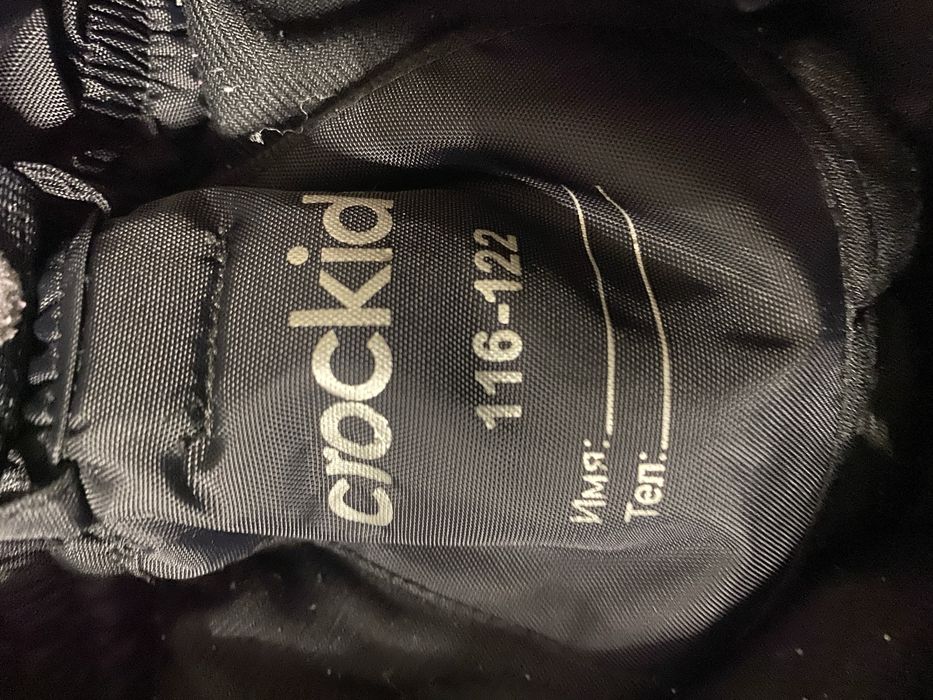 crockid
116-122
Имя:
Тел: